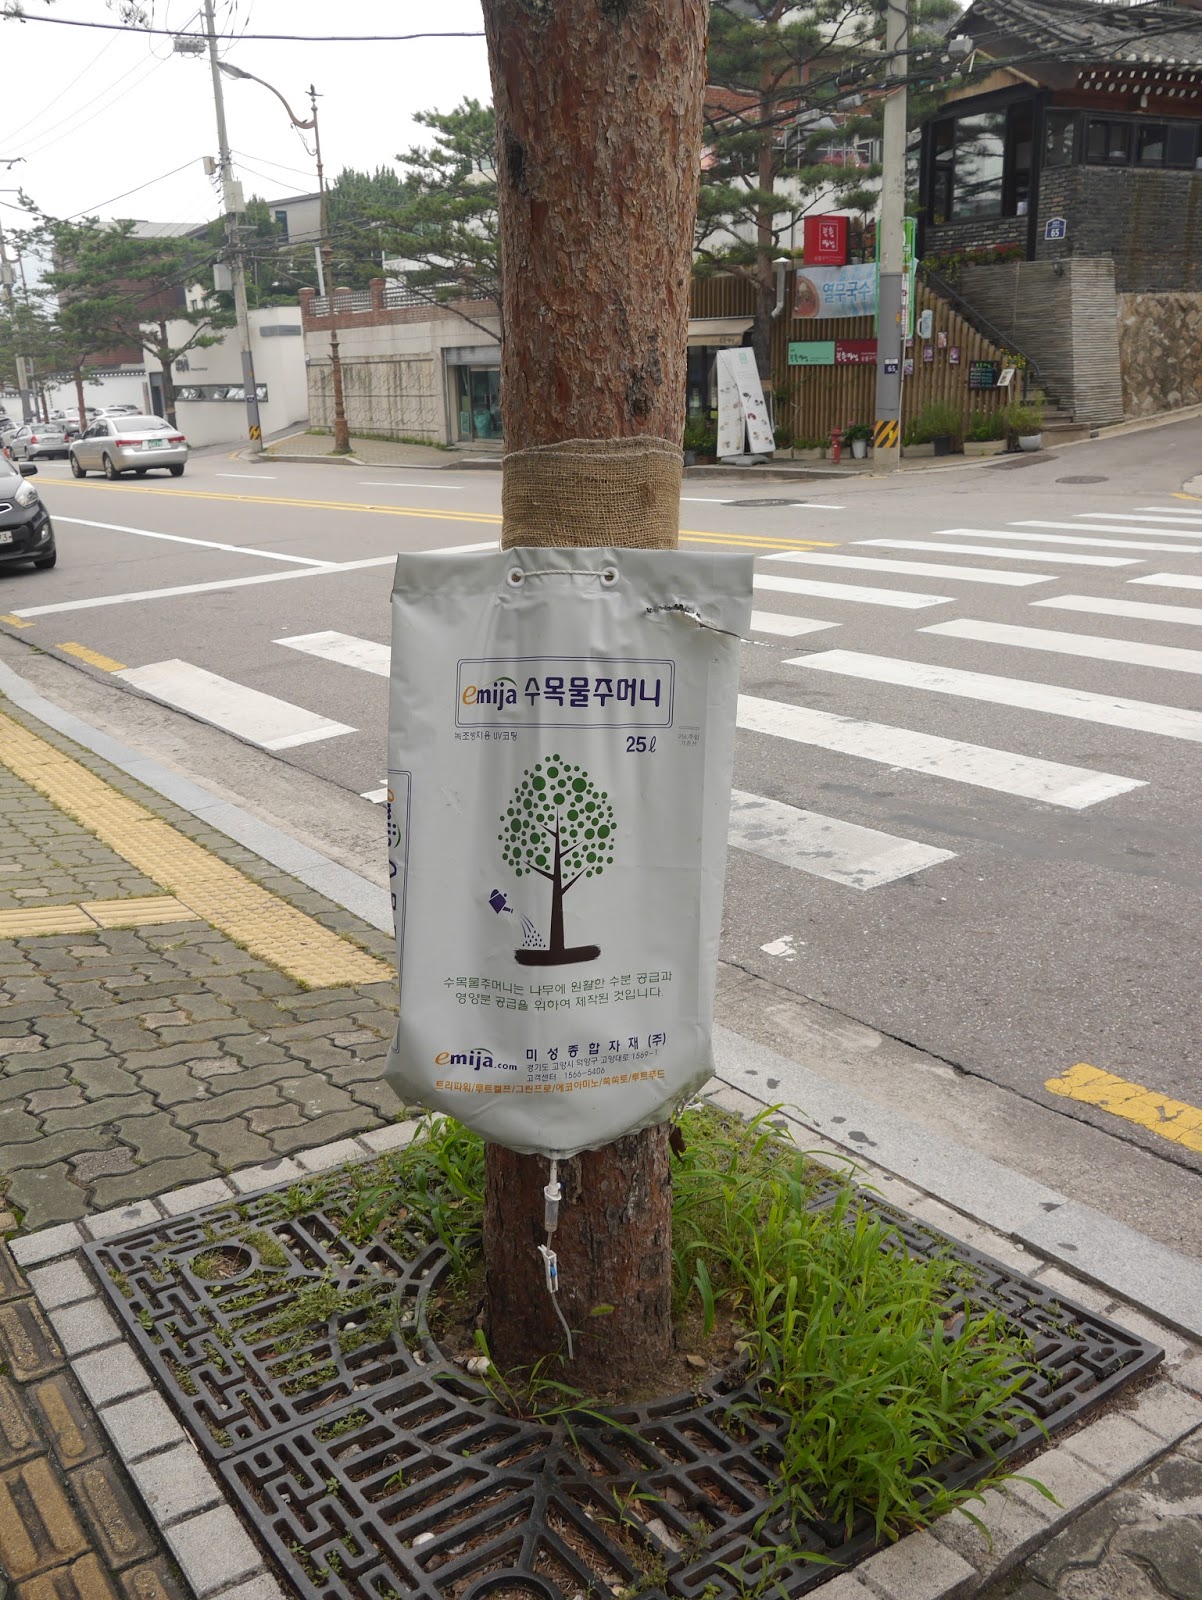 열무국수
65
65
emija 수목물주머니
녹조방지용 UV코팅
25ℓ
수목물주머니는 나무에 원활한 수분 공급과
영양분 공급을 위하여 제작된 것입니다.
emija.com
미성종합자재 (주)
경기도 고양시 덕양구 고양대로 1569-1
고객센터 1566-5406
트리파워/루트헬프/그린프로/에코아미노/쑥쑥토/루트푸드
emija